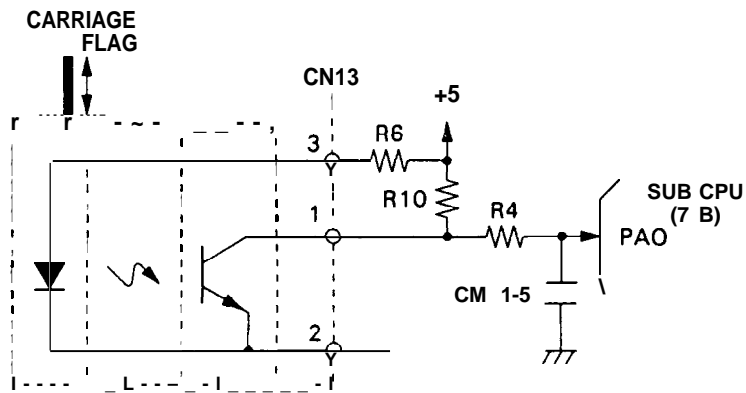 CARRIAGE
FLAG
CN13
+5
3
R6
R10
1
R4
SUB CPU
(7 B)
PAO
CM 1-5
2